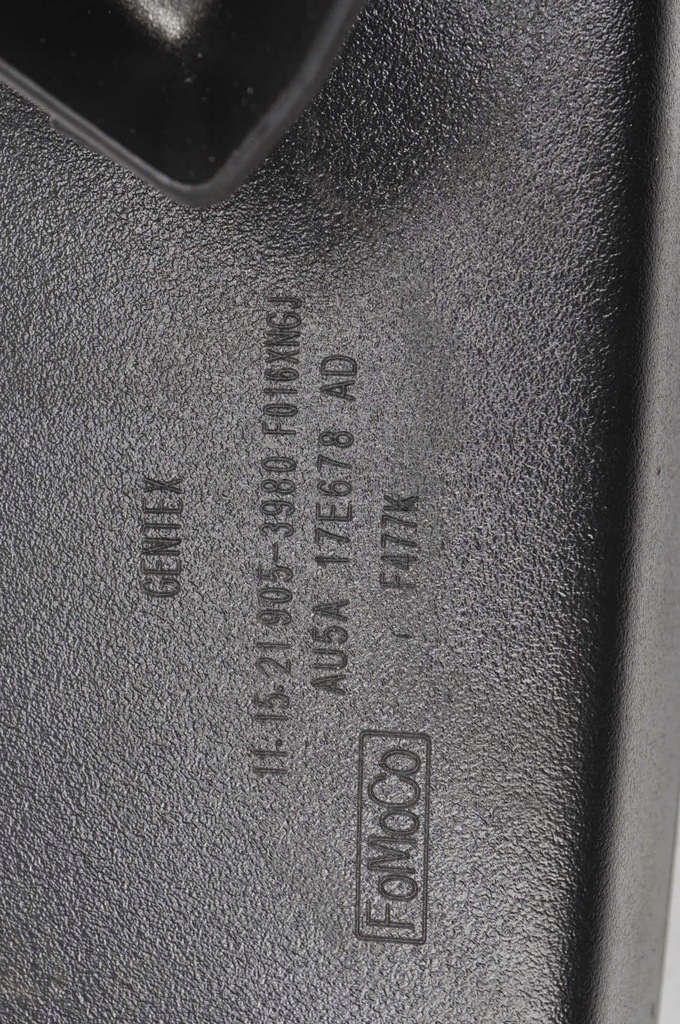 GENTEX
11-15-21 905-3980 F016XNGJ
AU5A 17E678 AD
F477K
FoMoCo